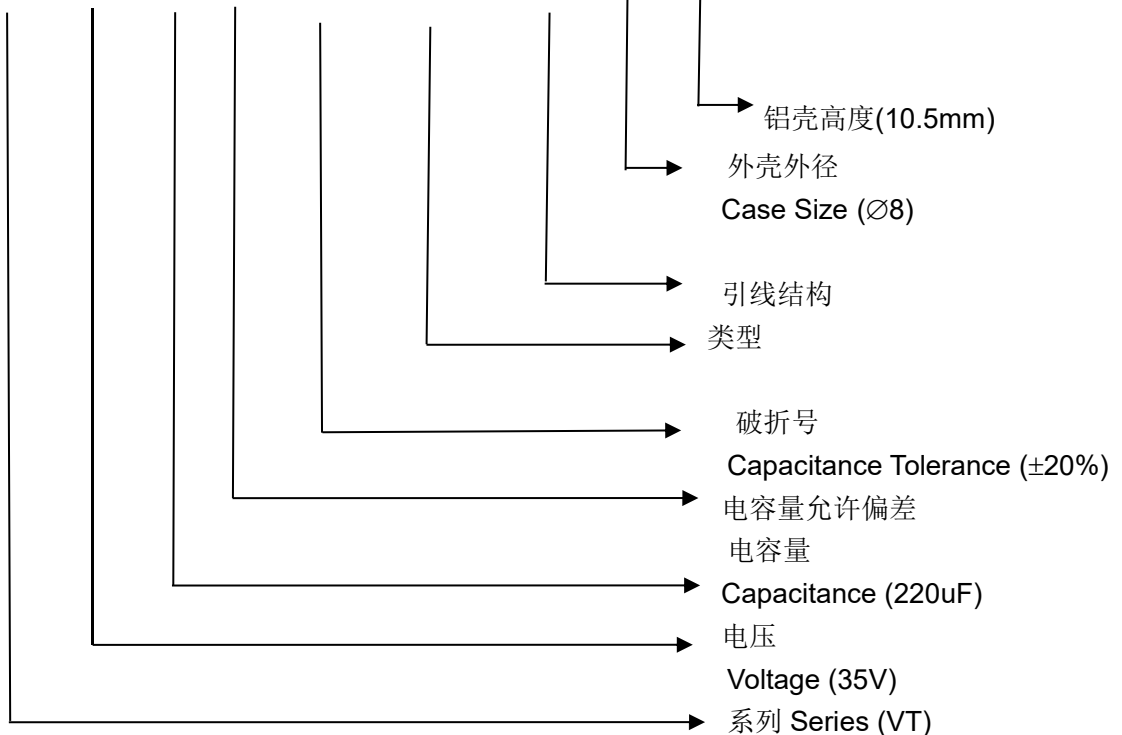 铝壳高度(10.5mm)
外壳外径
Case Size (∅8)
引线结构
类型
破折号
Capacitance Tolerance (±20%)
电容量允许偏差
电容量
Capacitance (220uF)
电压
Voltage (35V)
系列 Series (VT)